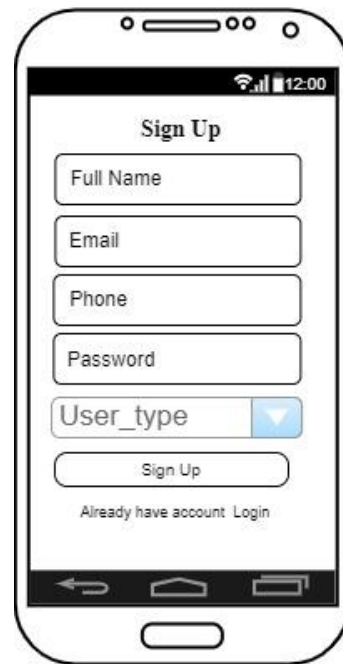 12:00
Sign Up
Full Name
Email
Phone
Password
User_type
Sign Up
Already have account Login